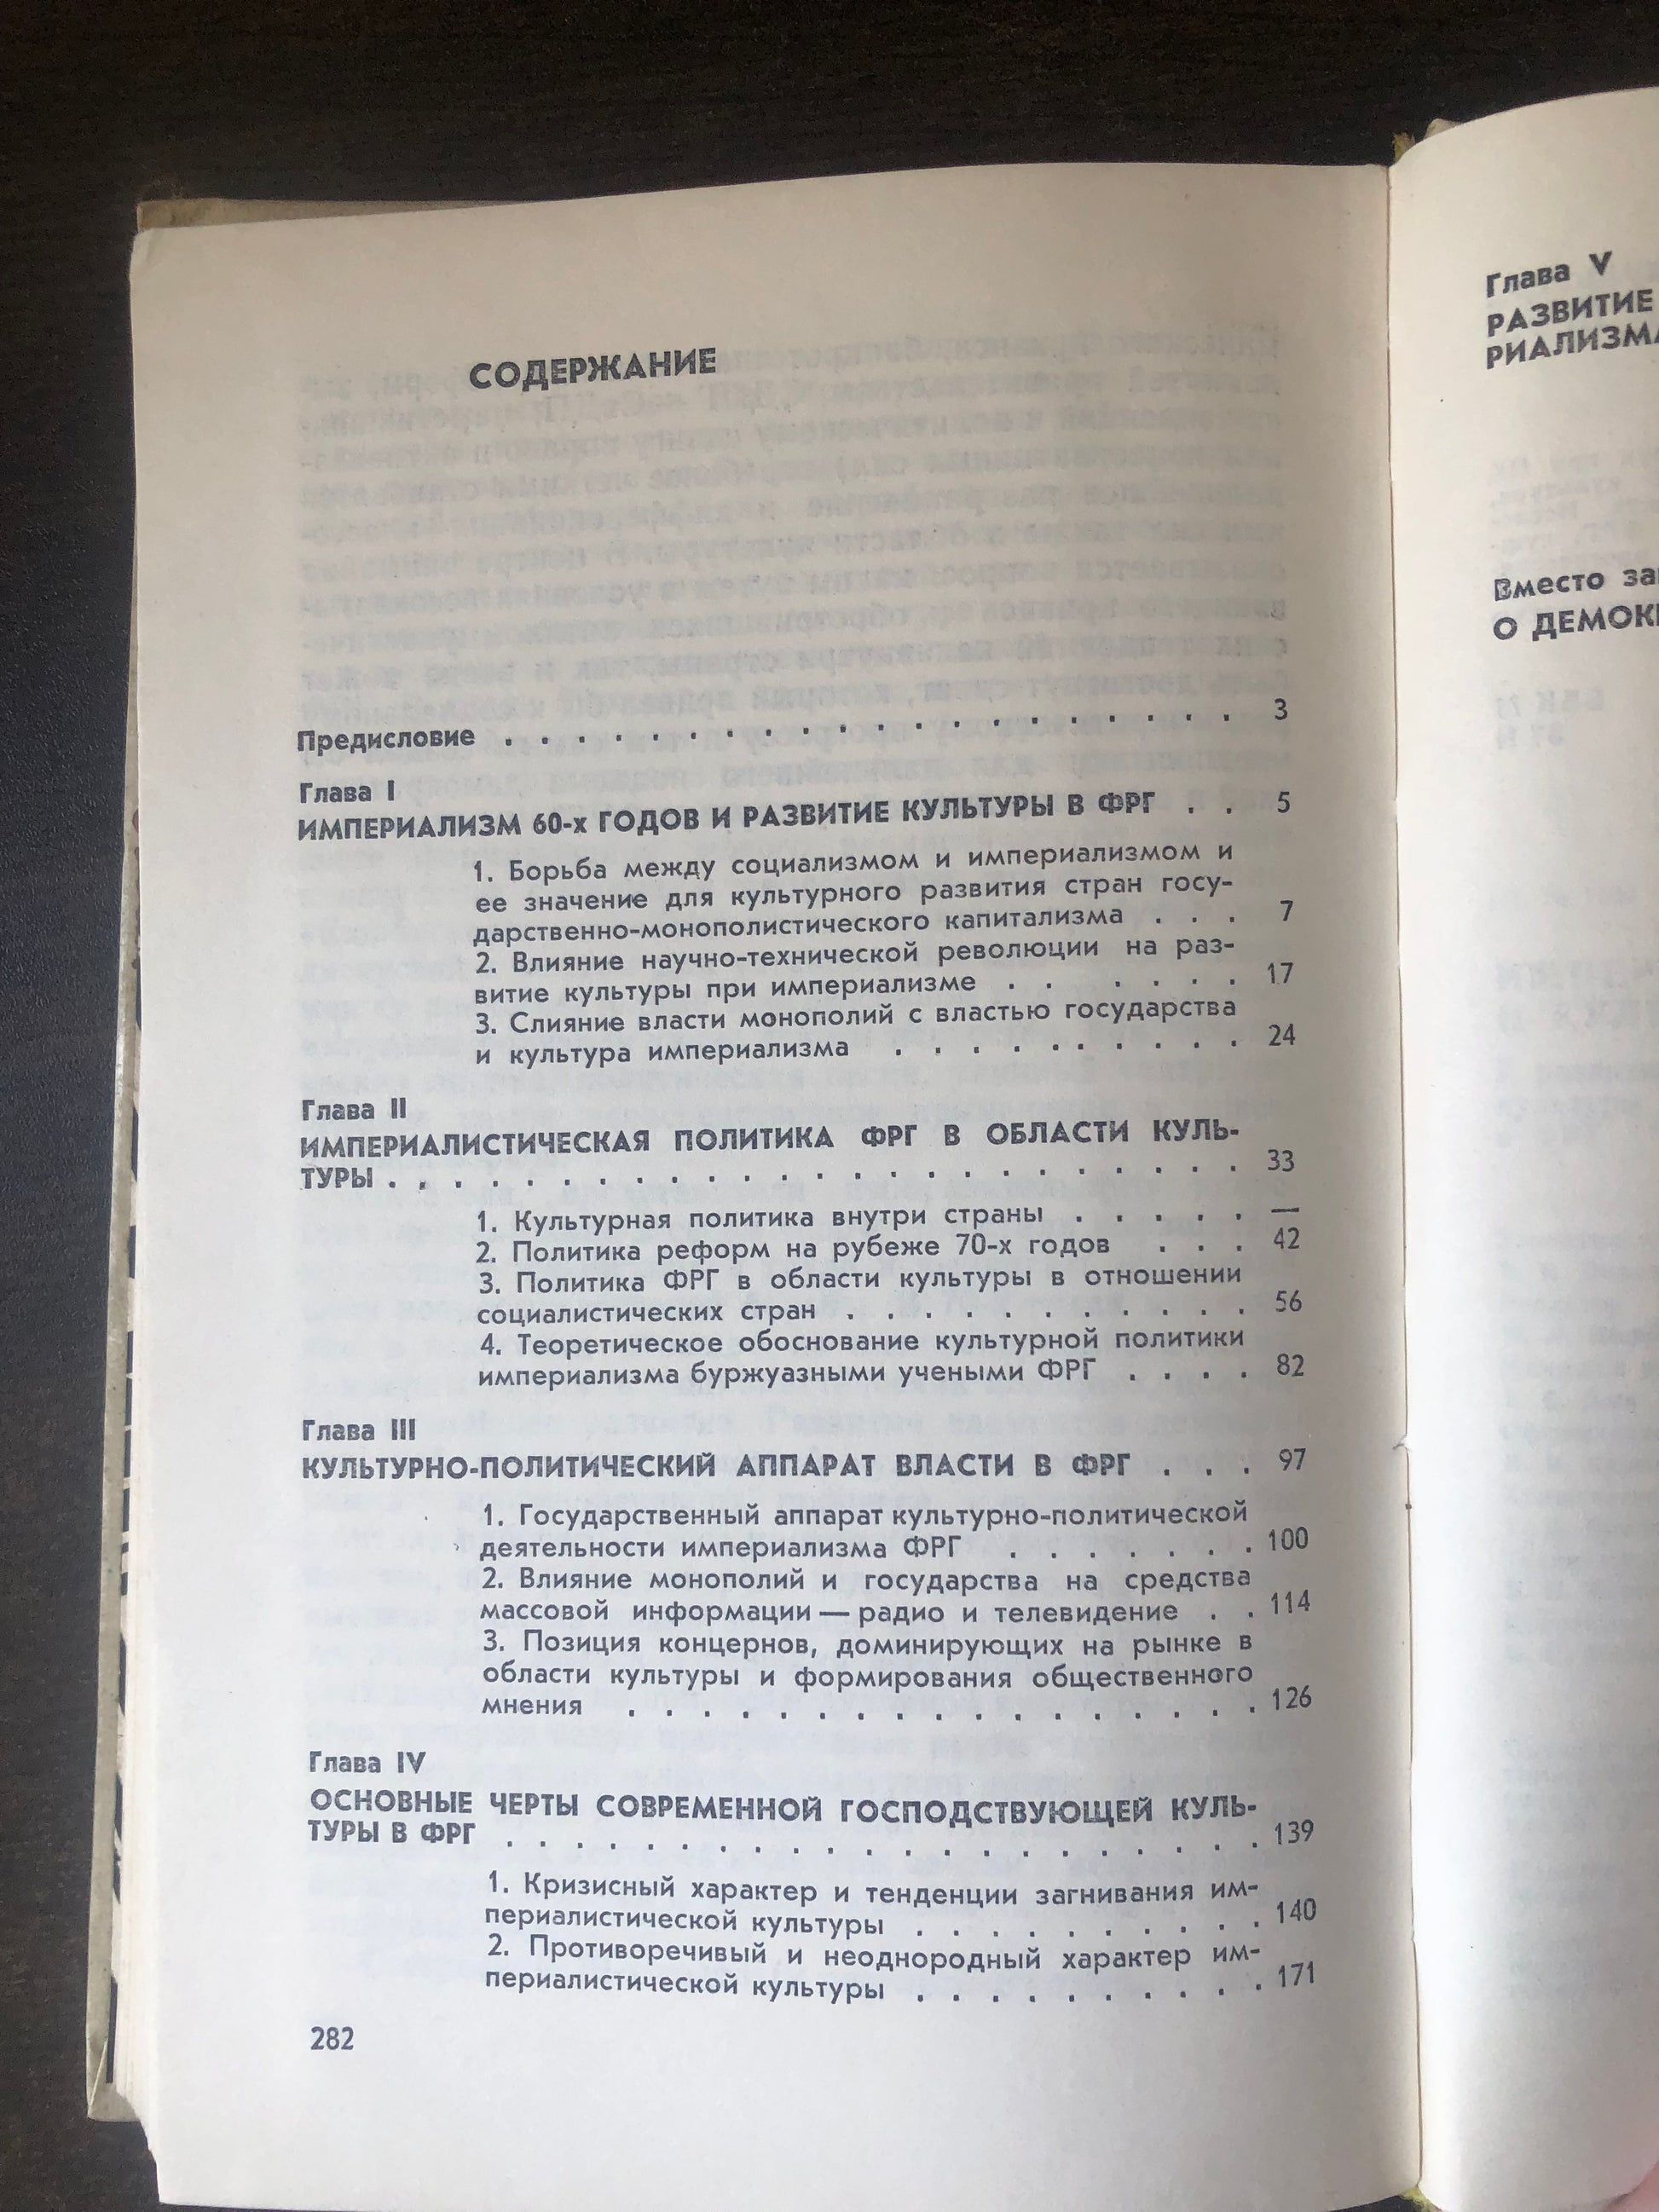 СОДЕРЖАНИЕ
Предисловие . . . . . . . . . . . . . . . . . . . . 3
Глава I
ИМПЕРИАЛИЗМ 60-х ГОДОВ И РАЗВИТИЕ КУЛЬТУРЫ В ФРГ . . 5
1. Борьба между социализмом и империализмом и
ее значение для культурного развития стран госу-
дарственно-монополистического капитализма . . . 7
2. Влияние научно-технической революции на раз-
витие культуры при империализме . . . . . . 17
3. Слияние власти монополий с властью государства
и культура империализма . . . . . . . . . . 24
Глава II
ИМПЕРИАЛИСТИЧЕСКАЯ ПОЛИТИКА ФРГ В ОБЛАСТИ КУЛЬ-
ТУРЫ . . . . . . . . . . . . . . . . . . . . . . 33
1. Культурная политика внутри страны . . . . . —
2. Политика реформ на рубеже 70-х годов . . . 42
3. Политика ФРГ в области культуры в отношении
социалистических стран . . . . . . . . . . . 56
4. Теоретическое обоснование культурной политики
империализма буржуазными учеными ФРГ . . . . 82
Глава III
КУЛЬТУРНО-ПОЛИТИЧЕСКИЙ АППАРАТ ВЛАСТИ В ФРГ . . . 97
1. Государственный аппарат культурно-политической
деятельности империализма ФРГ . . . . . . . 100
2. Влияние монополий и государства на средства
массовой информации — радио и телевидение . . 114
3. Позиция концернов, доминирующих на рынке в
области культуры и формирования общественного
мнения . . . . . . . . . . . . . . . . . 126
Глава IV
ОСНОВНЫЕ ЧЕРТЫ СОВРЕМЕННОЙ ГОСПОДСТВУЮЩЕЙ КУЛЬ-
ТУРЫ В ФРГ . . . . . . . . . . . . . . . . . . . . 139
1. Кризисный характер и тенденции загнивания им-
периалистической культуры . . . . . . . . . . 140
2. Противоречивый и неоднородный характер им-
периалистической культуры . . . . . . . . . . 171
282
Глава V
РАЗВИТИЕ
РИАЛИЗМА
Вместо
О